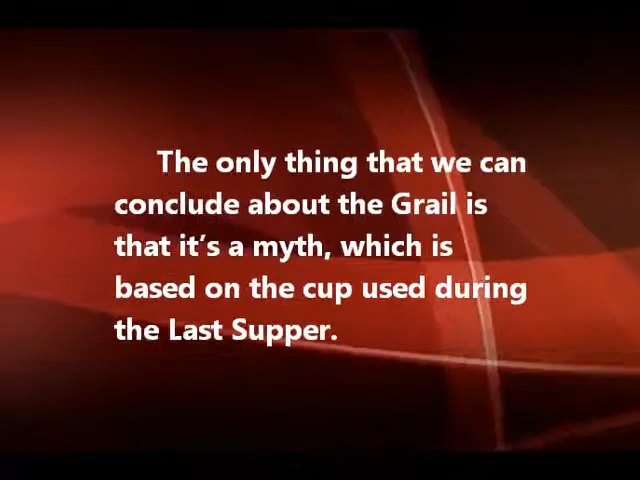 The only thing that we can
conclude about the Grail is
that it's a myth, which is
based on the cup used during
the Last Supper.